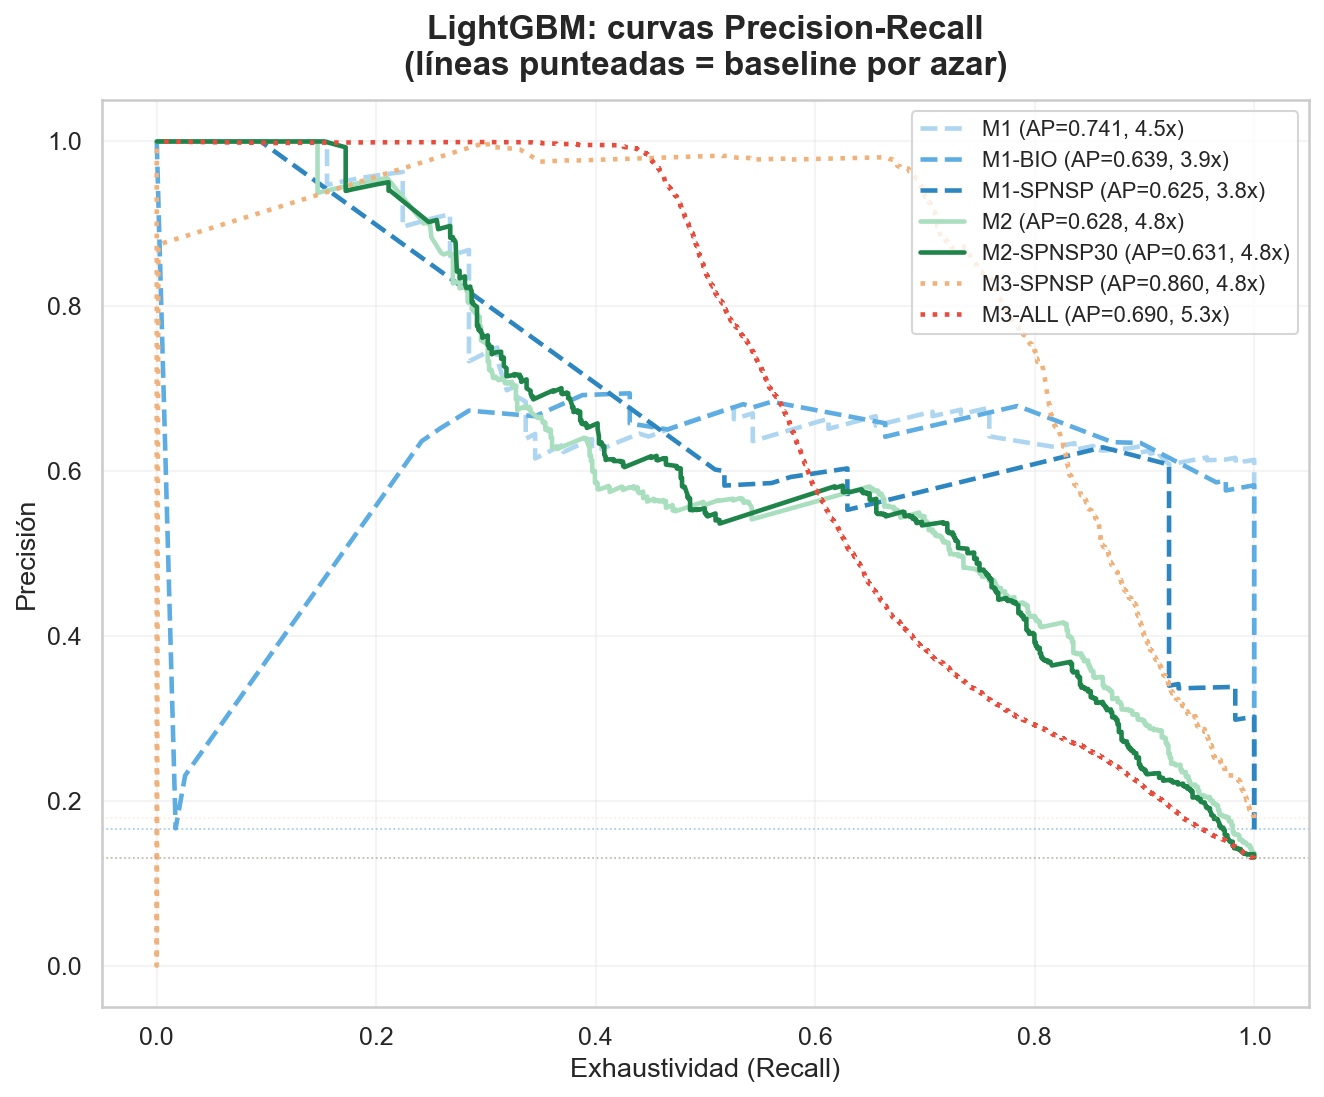 LightGBM: curvas Precision-Recall
(líneas punteadas = baseline por azar)
M1 (AP=0.741, 4.5x)
M1-BIO (AP=0.639, 3.9x)
M1-SPNSP (AP=0.625, 3.8x)
M2 (AP=0.628, 4.8x)
M2-SPNSP30 (AP=0.631, 4.8x)
M3-SPNSP (AP=0.860, 4.8x)
M3-ALL (AP=0.690, 5.3x)
Precisión
1.0
0.8
0.6
0.4
0.2
0.0
0.0 0.2 0.4 0.6 0.8 1.0
Exhaustividad (Recall)